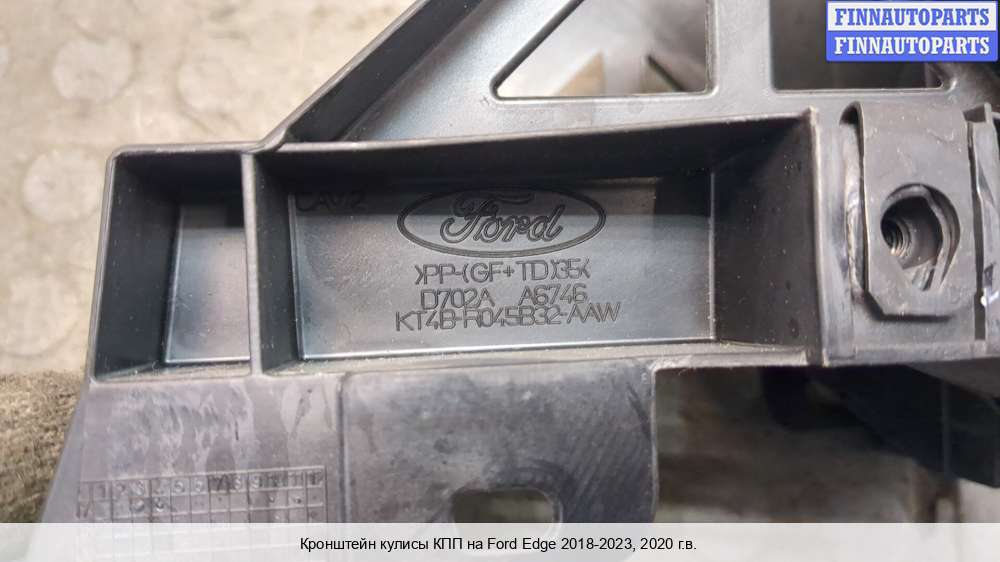 FINNAUTOPARTS
FINNAUTOPARTS
CAV2
Ford
>PP-(GF+TD)35<
D702A A6746
KT4B-R045B32-AAW
Кронштейн кулисы КПП на Ford Edge 2018-2023, 2020 г.в.